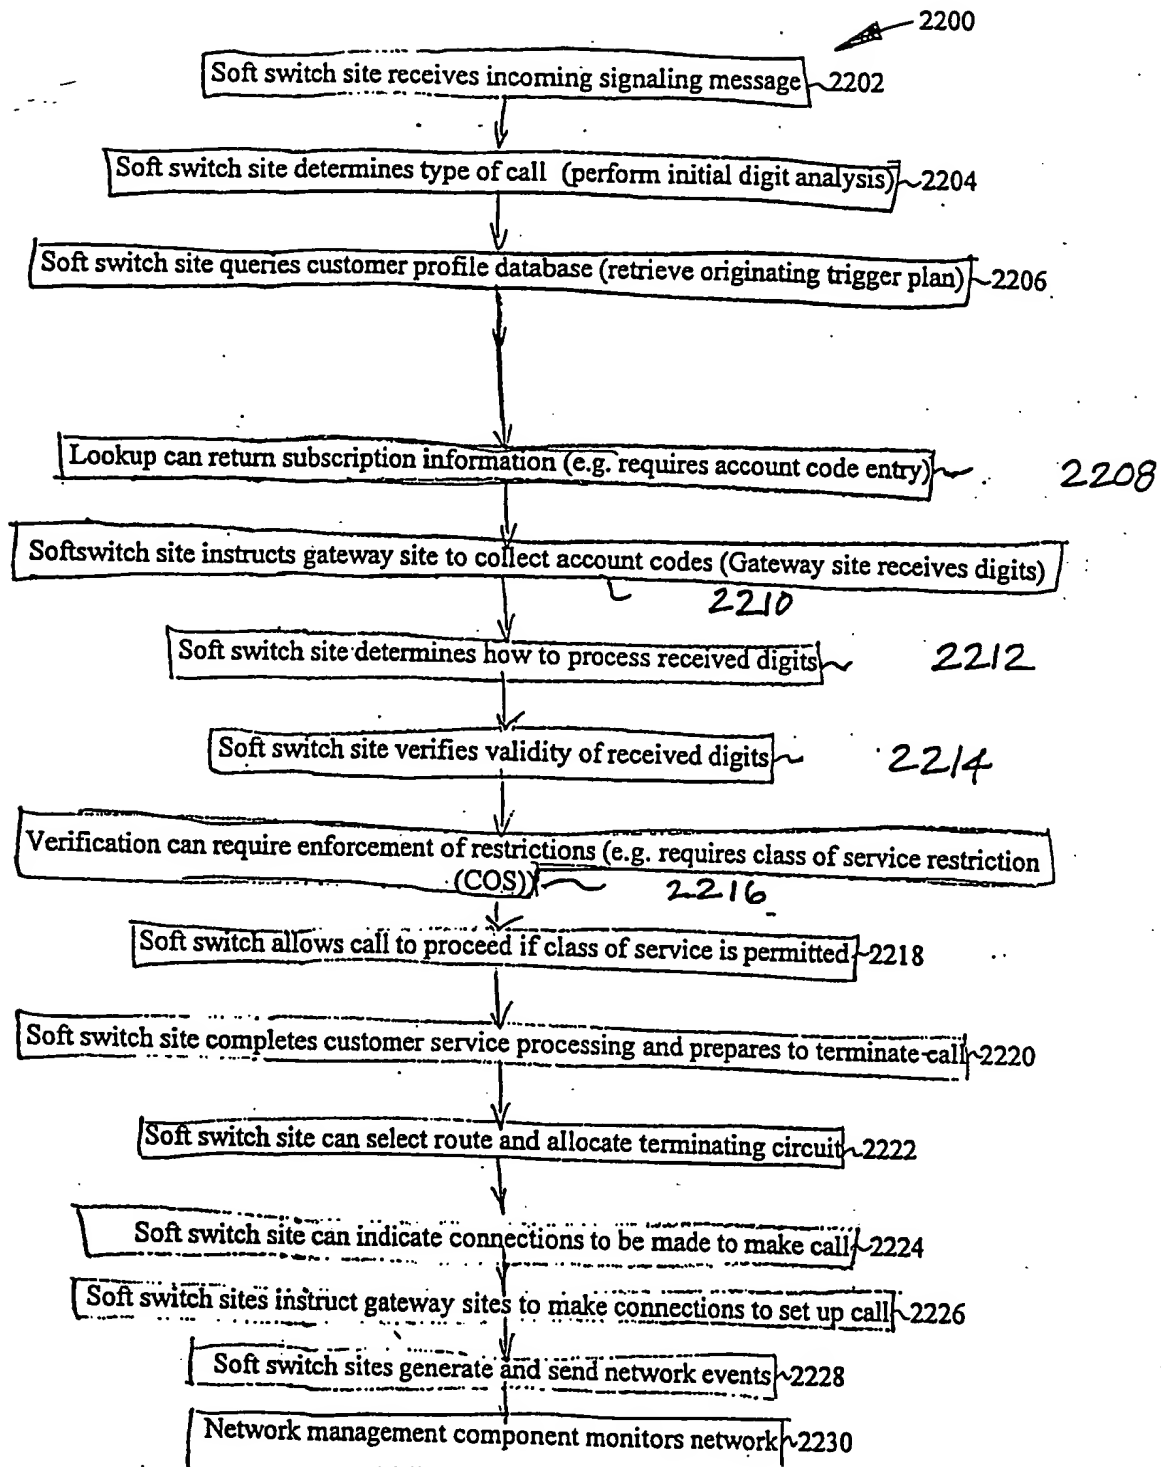 2200
Soft switch site receives incoming signaling message 2202
Soft switch site determines type of call (perform initial digit analysis) 2204
Soft switch site queries customer profile database (retrieve originating trigger plan) 2206
Lookup can return subscription information (e.g. requires account code entry) 2208
Softswitch site instructs gateway site to collect account codes (Gateway site receives digits)
2210
Soft switch site determines how to process received digits 2212
Soft switch site verifies validity of received digits 2214
Verification can require enforcement of restrictions (e.g. requires class of service restriction
(COS)) 2216
Soft switch allows call to proceed if class of service is permitted 2218
Soft switch site completes customer service processing and prepares to terminate call 2220
Soft switch site can select route and allocate terminating circuit 2222
Soft switch site can indicate connections to be made to make call 2224
Soft switch sites instruct gateway sites to make connections to set up call 2226
Soft switch sites generate and send network events 2228
Network management component monitors network 2230